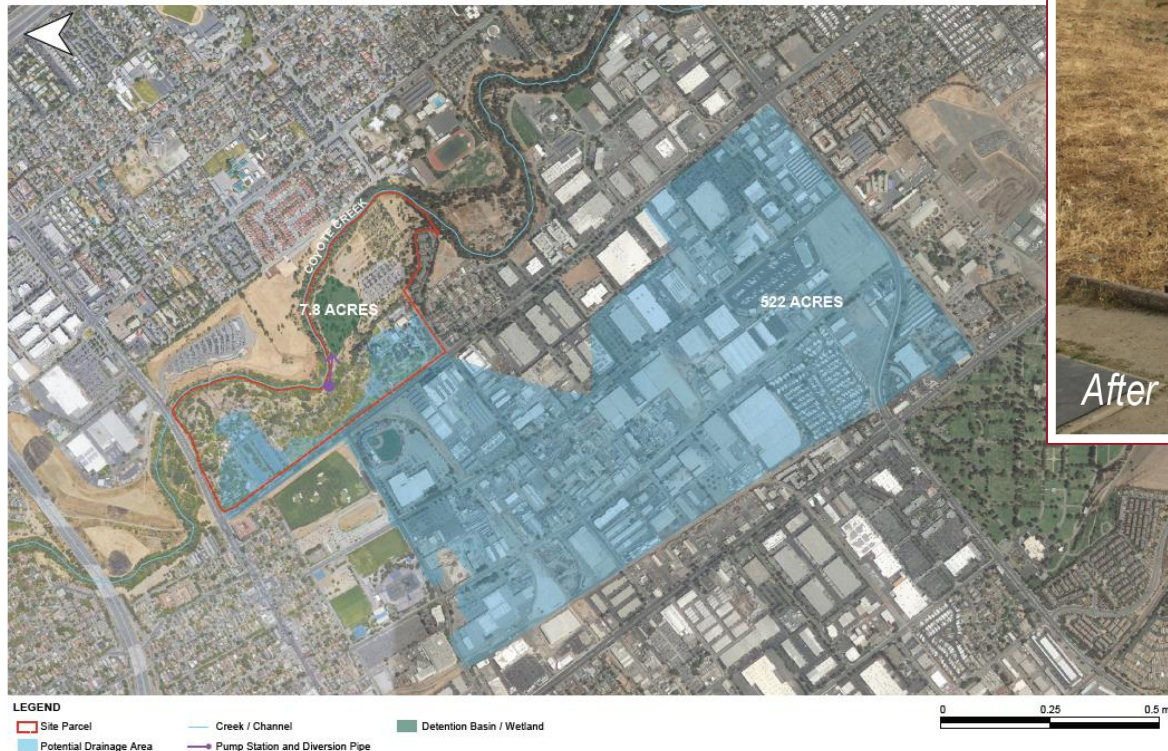 COYOTE CREEK
7.8 ACRES
522 ACRES
After
LEGEND
Site Parcel
Creek / Channel
Detention Basin / Wetland
Potential Drainage Area
Pump Station and Diversion Pipe
0 0.25 0.5 m